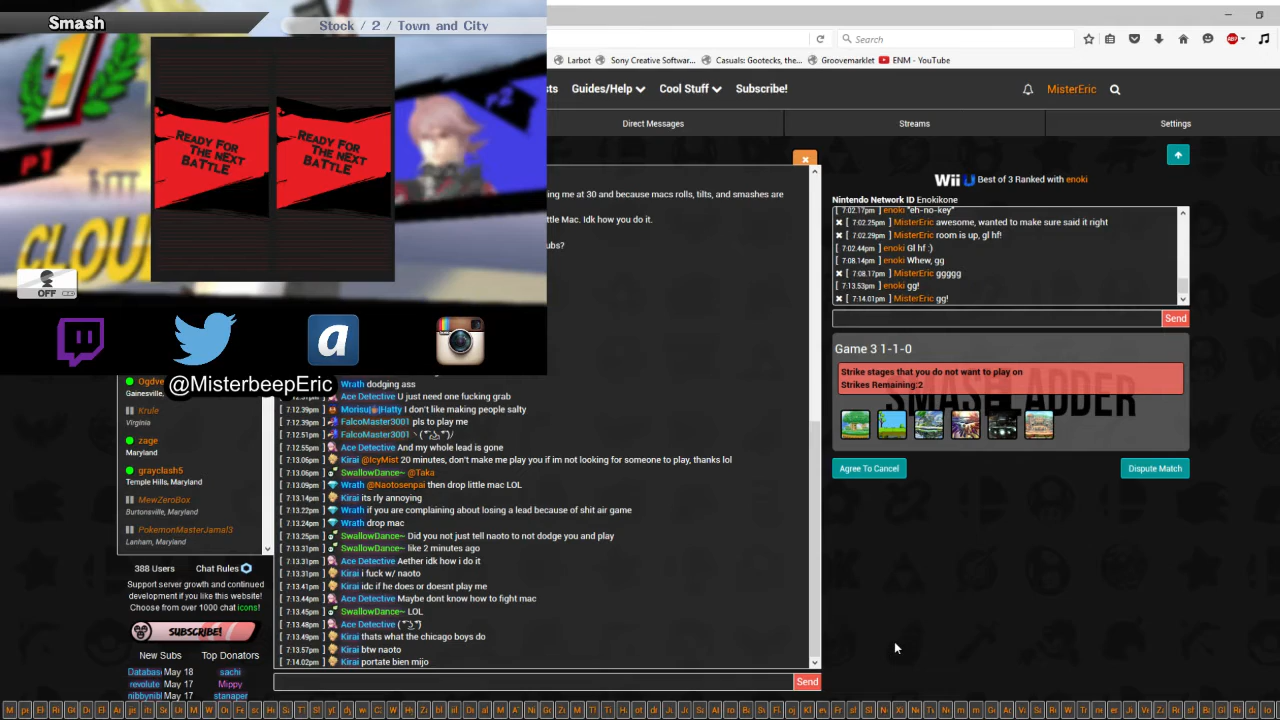 Smash
Stock / 2 / Town and City
1
P1
P2
READY FOR
THE NEXT
BATTLE
READY FOR
THE NEXT
BATTLE
CLOUD
OFF
@MisterbeepEric
Search
Larbot
Sony Creative Softwar...
Casuals: Gootecks, the...
Groovemarklet
ENM - YouTube
sts
Guides/Help
Cool Stuff
Subscribe!
MisterEric
Direct Messages
Streams
Settings
ing me at 30 and because macs rolls, tilts, and smashes are
ttle Mac. Idk how you do it.
ubs?
Wii U Best of 3 Ranked with enoki
Nintendo Network ID Enokikone
[ 7:02.17pm ] enoki "eh-no-key"
[ 7:02.25pm ] MisterEric awesome, wanted to make sure said it right
[ 7:02.29pm ] MisterEric room is up, gl hf!
[ 7:02.44pm ] enoki Gl hf :)
[ 7:08.14pm ] enoki Whew, gg
[ 7:08.17pm ] MisterEric ggggg
[ 7:13.53pm ] enoki gg!
[ 7:14.01pm ] MisterEric gg!
Send
Game 3 1-1-0
Strike stages that you do not want to play on
Strikes Remaining:2
SMASHLADDER
Agree To Cancel
Dispute Match
Ogdve
Gainesville,
Krule
Virginia
zage
Maryland
grayclash5
Temple Hills, Maryland
MewZeroBox
Burtonsville, Maryland
PokemonMasterJamal3
Lanham, Maryland
388 Users
Chat Rules
Support server growth and continued
development if you like this website!
Choose from over 1000 chat icons!
SUBSCRIBE!
New Subs
Top Donators
Databas May 18
sachi
revolute May 17
Mippy
nibbynibl May 17
stanaper
Wrath dodging ass
[ 7:12.31pm ] Ace Detective U just need one fucking grab
[ 7:12.39pm ] Morisu|Hatty I don't like making people salty
[ 7:12.39pm ] FalcoMaster3001 pls to play me
[ 7:12.51pm ] FalcoMaster3001
[ 7:12.55pm ] Ace Detective And my whole lead is gone
[ 7:13.06pm ] Kirai @IcyMist 20 minutes, don't make me play you if im not looking for someone to play, thanks lol
[ 7:13.06pm ] SwallowDance~ @Taka
[ 7:13.09pm ] Wrath @Naotosenpai then drop little mac LOL
[ 7:13.14pm ] Kirai its rly annoying
[ 7:13.22pm ] Wrath if you are complaining about losing a lead because of shit air game
[ 7:13.24pm ] Wrath drop mac
[ 7:13.25pm ] SwallowDance~ Did you not just tell naoto to not dodge you and play
[ 7:13.31pm ] SwallowDance~ like 2 minutes ago
[ 7:13.31pm ] Ace Detective Aether idk how i do it
[ 7:13.31pm ] Kirai i fuck w/ naoto
[ 7:13.41pm ] Kirai idc if he does or doesnt play me
[ 7:13.44pm ] Ace Detective Maybe dont know how to fight mac
[ 7:13.45pm ] SwallowDance~ LOL
[ 7:13.48pm ] Ace Detective
[ 7:13.49pm ] Kirai thats what the chicago boys do
[ 7:13.57pm ] Kirai btw naoto
[ 7:14.02pm ] Kirai portate bien mijo
Send